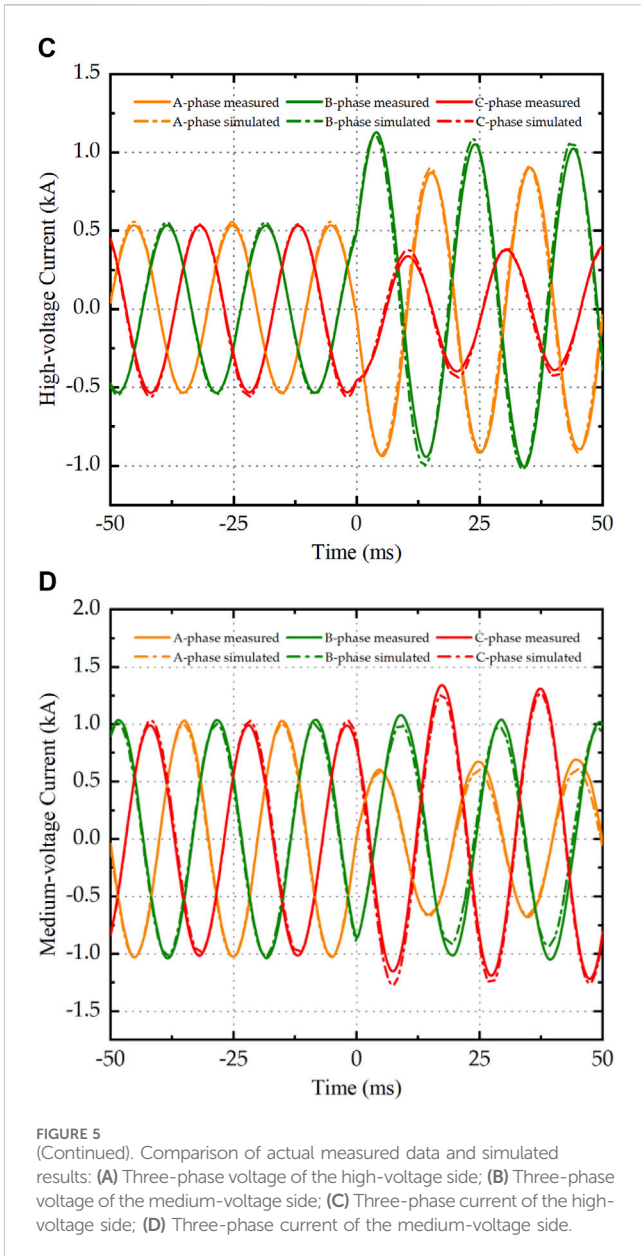 C
1.5
A-phase measured B-phase measured C-phase measured
A-phase simulated B-phase simulated C-phase simulated
1.0
0.5
0.0
-0.5
-1.0
High-voltage Current (kA)
-50 -25 0 25 50
Time (ms)
D
2.0
A-phase measured B-phase measured C-phase measured
A-phase simulated B-phase simulated C-phase simulated
1.5
1.0
0.5
0.0
-0.5
-1.0
-1.5
Medium-voltage Current (kA)
-50 -25 0 25 50
Time (ms)
FIGURE 5
(Continued). Comparison of actual measured data and simulated
results: (A) Three-phase voltage of the high-voltage side; (B) Three-phase
voltage of the medium-voltage side; (C) Three-phase current of the high-
voltage side; (D) Three-phase current of the medium-voltage side.